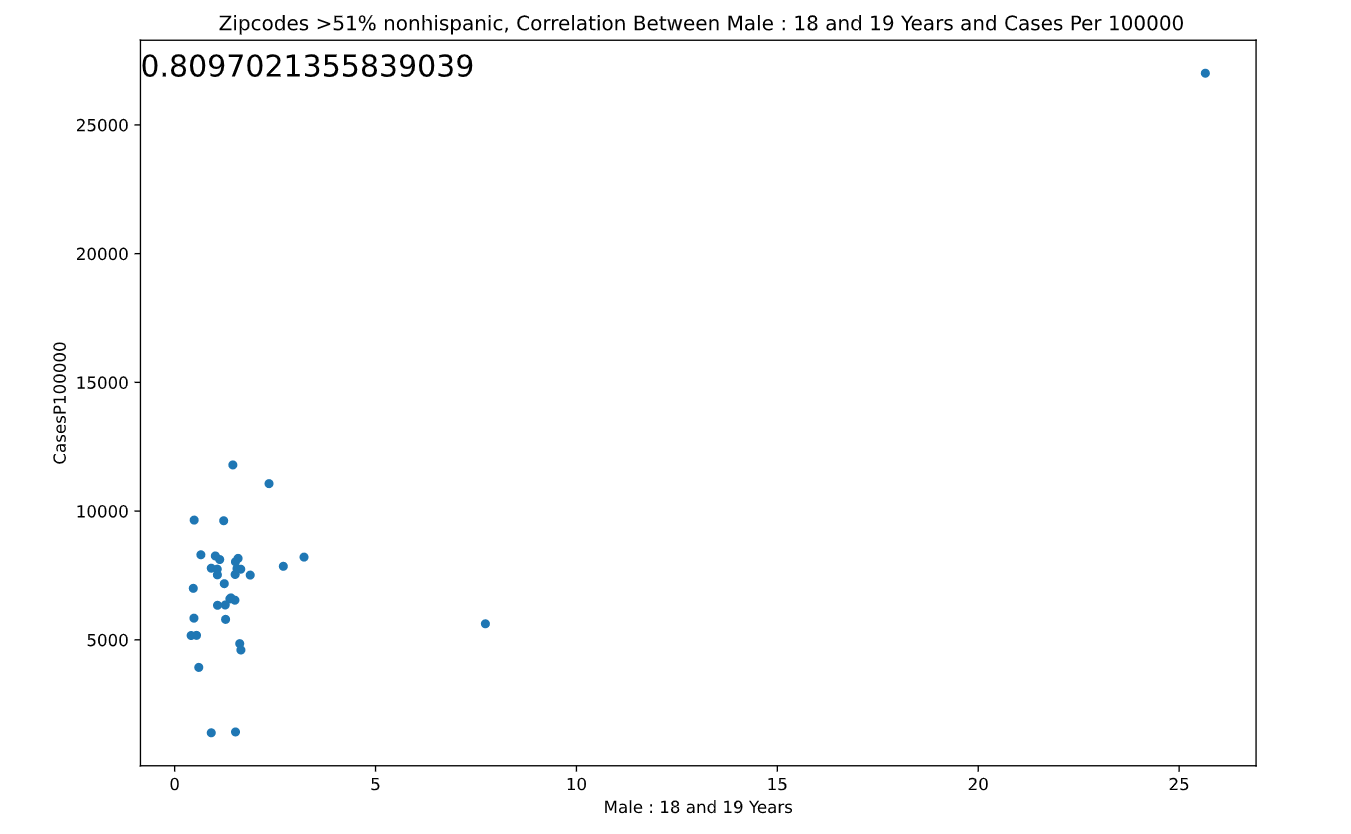 Zipcodes >51% nonhispanic, Correlation Between Male : 18 and 19 Years and Cases Per 100000
0.8097021355839039
25000
20000
15000
10000
5000
CasesP100000
0 5 10 15 20 25
Male : 18 and 19 Years